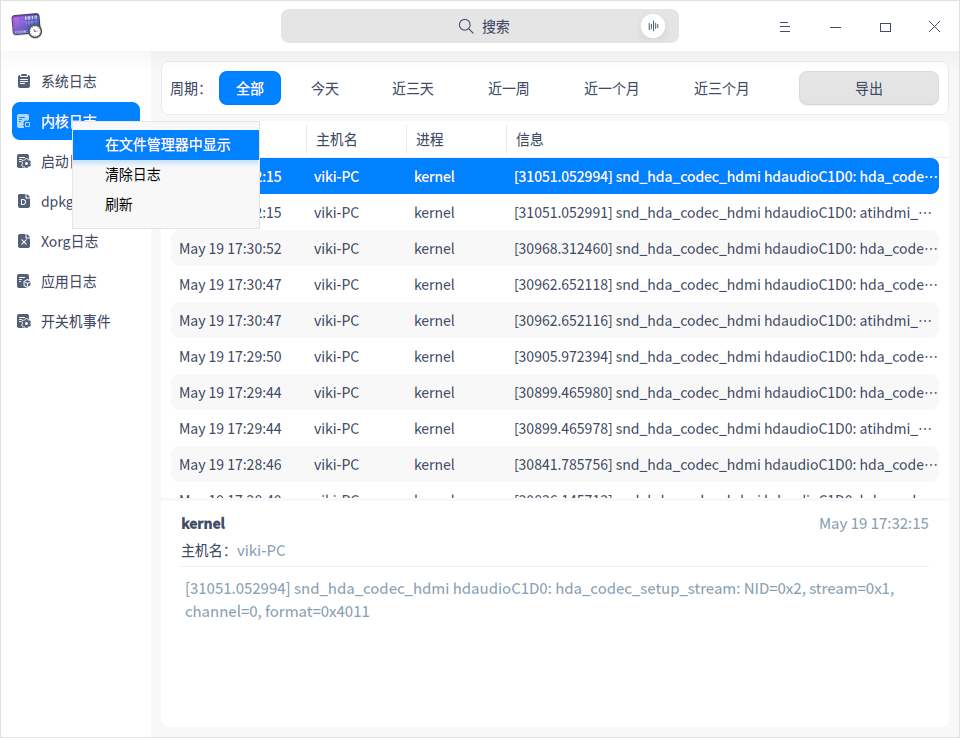 搜索
系统日志
内核日志
启动
dpkg
Xorg日志
应用日志
开关机事件
在文件管理器中显示
清除日志
刷新
周期： 全部 今天 近三天 近一周 近一个月 近三个月 导出
主机名 进程 信息
2:15 viki-PC kernel [31051.052994] snd_hda_codec_hdmi hdaudioC1D0: hda_code···
2:15 viki-PC kernel [31051.052991] snd_hda_codec_hdmi hdaudioC1D0: atihdmi_···
May 19 17:30:52 viki-PC kernel [30968.312460] snd_hda_codec_hdmi hdaudioC1D0: hda_code···
May 19 17:30:47 viki-PC kernel [30962.652118] snd_hda_codec_hdmi hdaudioC1D0: hda_code···
May 19 17:30:47 viki-PC kernel [30962.652116] snd_hda_codec_hdmi hdaudioC1D0: atihdmi_···
May 19 17:29:50 viki-PC kernel [30905.972394] snd_hda_codec_hdmi hdaudioC1D0: hda_code···
May 19 17:29:44 viki-PC kernel [30899.465980] snd_hda_codec_hdmi hdaudioC1D0: hda_code···
May 19 17:29:44 viki-PC kernel [30899.465978] snd_hda_codec_hdmi hdaudioC1D0: atihdmi_···
May 19 17:28:46 viki-PC kernel [30841.785756] snd_hda_codec_hdmi hdaudioC1D0: hda_code···
kernel May 19 17:32:15
主机名： viki-PC
[31051.052994] snd_hda_codec_hdmi hdaudioC1D0: hda_codec_setup_stream: NID=0x2, stream=0x1,
channel=0, format=0x4011